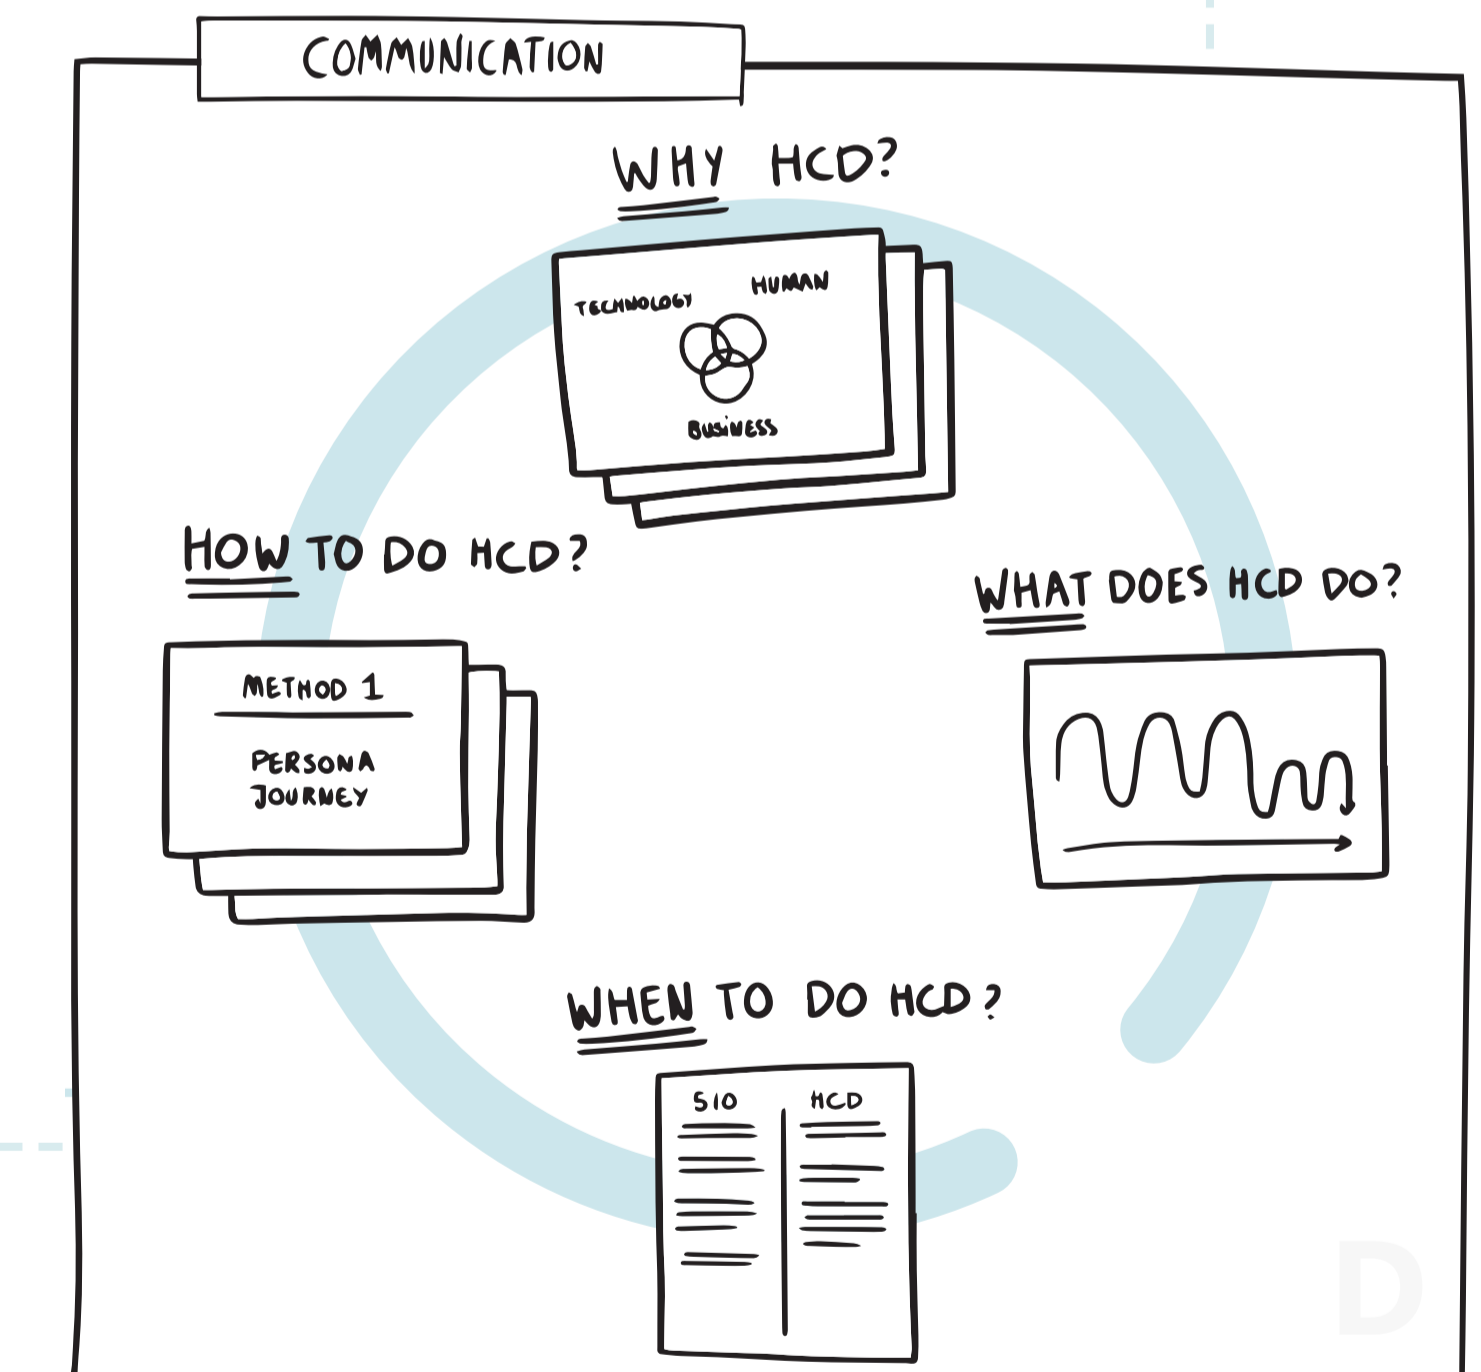 COMMUNICATION
WHY HCD?
TECHNOLOGY
HUMAN
BUSINESS
HOW TO DO HCD?
METHOD 1
PERSONA
JOURNEY
WHAT DOES HCD DO?
WHEN TO DO HCD?
SIO
HCD
D